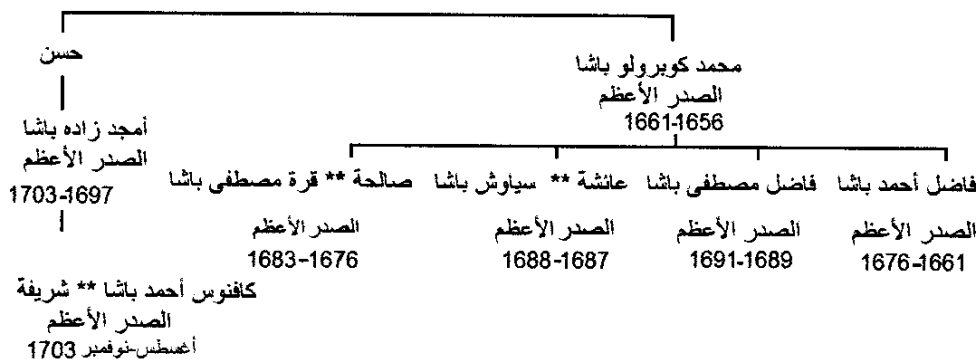 محمد كوبرولو باشا
الصدر الأعظم
1661-1656
حسن
أمجد زاده باشا
الصدر الأعظم
1703-1697
فاضل أحمد باشا
الصدر الأعظم
1676-1661
فاضل مصطفى باشا
الصدر الأعظم
1691-1689
عائشة ** سياوش باشا
الصدر الأعظم
1688-1687
صالحة ** قرة مصطفى باشا
الصدر الأعظم
1683-1676
كافنوس أحمد باشا ** شريفة
الصدر الأعظم
أغسطس-نوفمبر 1703